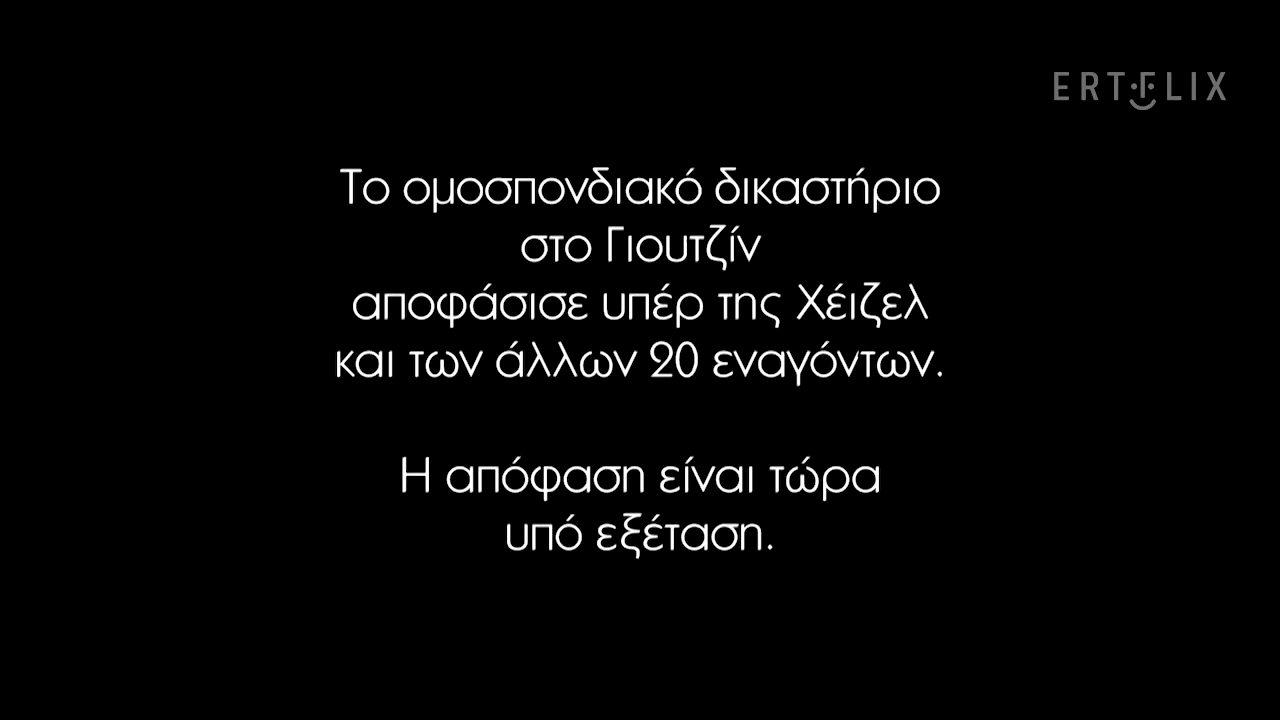 ERTFLIX
Το ομοσπονδιακό δικαστήριο
στο Γιουτζίν
αποφάσισε υπέρ της Χέιζελ
και των άλλων 20 εναγόντων.
Η απόφαση είναι τώρα
υπό εξέταση.